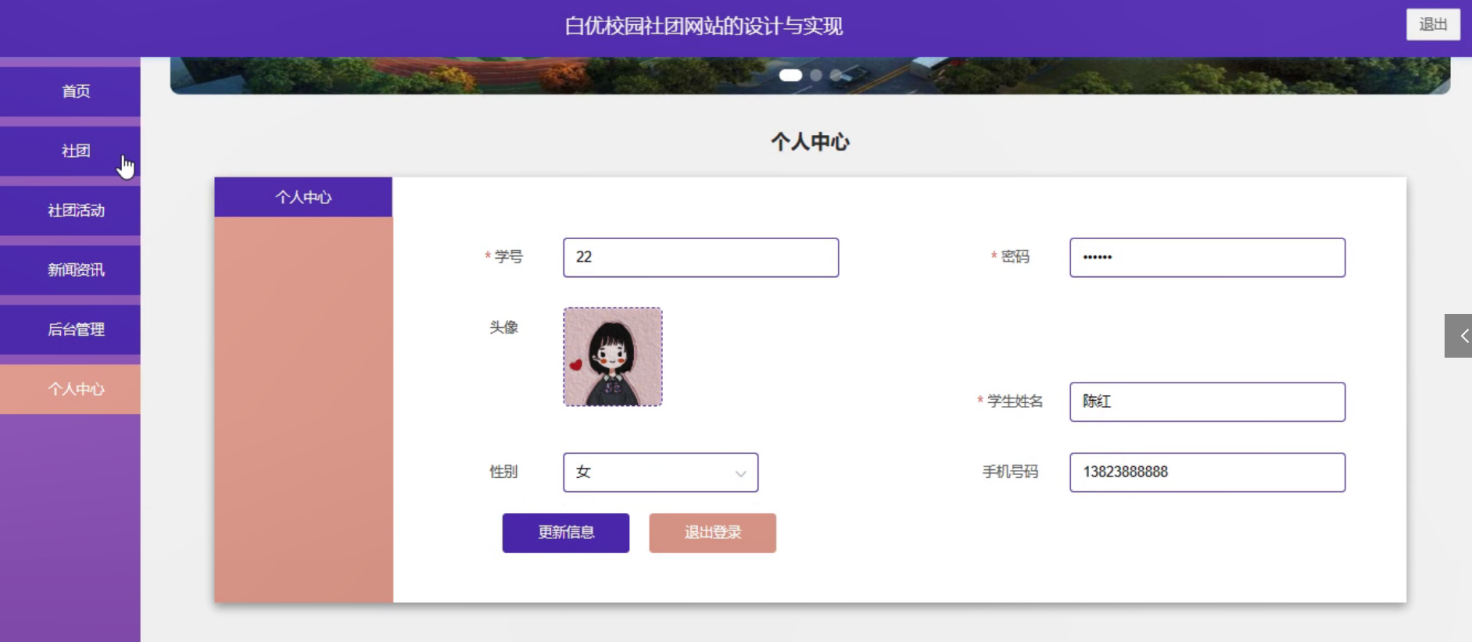 白优校园社团网站的设计与实现
退出
首页
社团
社团活动
新闻资讯
后台管理
个人中心
个人中心
个人中心
* 学号
22
* 密码
••••••
头像
* 学生姓名
陈红
性别
女
手机号码
13823888888
更新信息
退出登录